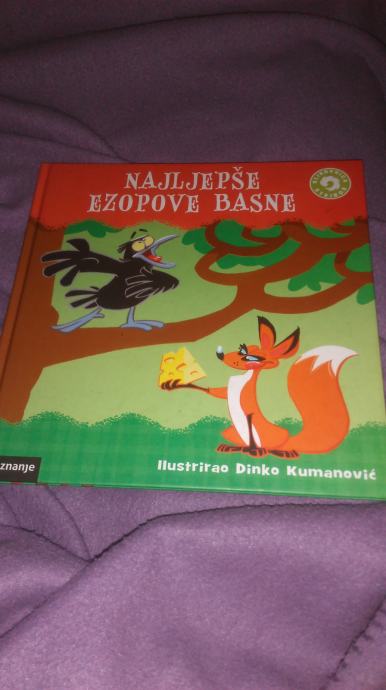 NAJLJEPŠE
EZOPOVE BASNE
znanje
Ilustrirao Dinko Kumanović